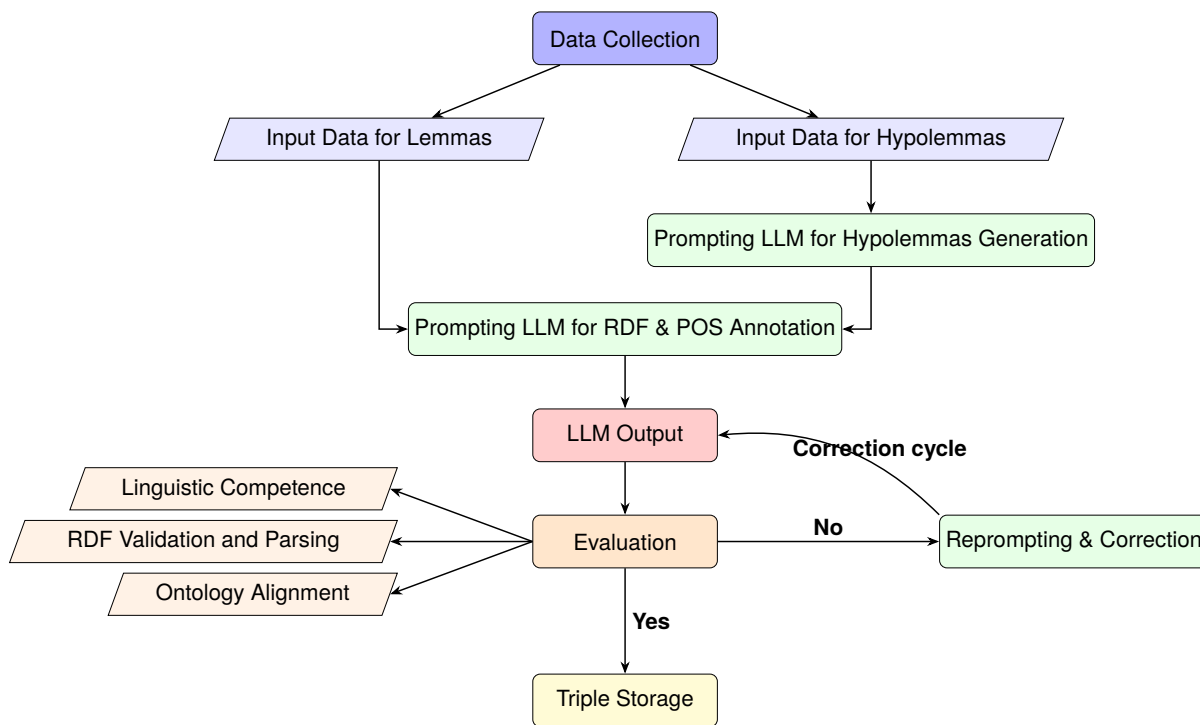 Data Collection
Input Data for Lemmas
Input Data for Hypolemmas
Prompting LLM for Hypolemmas Generation
Prompting LLM for RDF & POS Annotation
LLM Output
Correction cycle
Linguistic Competence
RDF Validation and Parsing
Ontology Alignment
Evaluation
No
Reprompting & Correction
Yes
Triple Storage